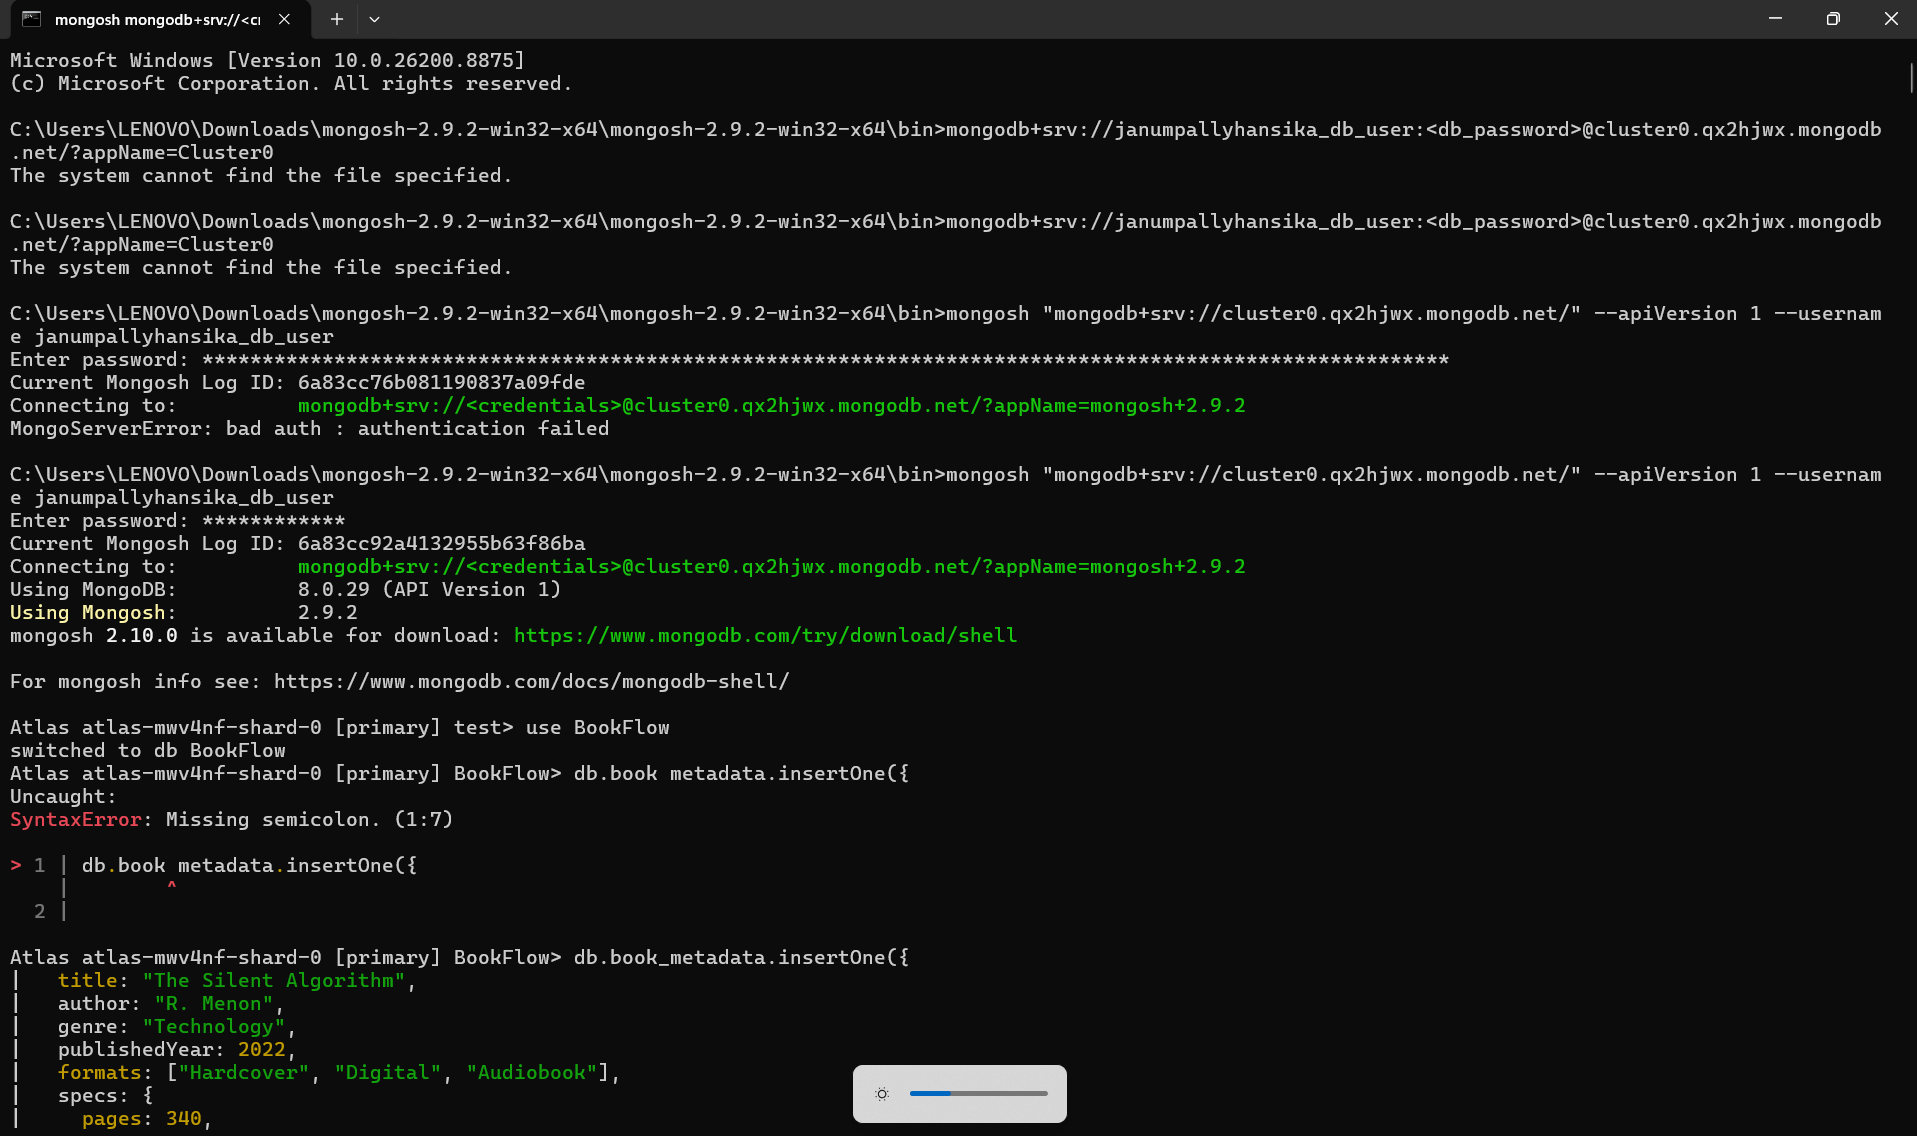 mongosh mongodb+srv://<cr
Microsoft Windows [Version 10.0.26200.8875]
(c) Microsoft Corporation. All rights reserved.
C:\Users\LENOVO\Downloads\mongosh-2.9.2-win32-x64\mongosh-2.9.2-win32-x64\bin>mongodb+srv://janumpallyhansika_db_user:<db_password>@cluster0.qx2hjwx.mongodb
.net/?appName=Cluster0
The system cannot find the file specified.
C:\Users\LENOVO\Downloads\mongosh-2.9.2-win32-x64\mongosh-2.9.2-win32-x64\bin>mongodb+srv://janumpallyhansika_db_user:<db_password>@cluster0.qx2hjwx.mongodb
.net/?appName=Cluster0
The system cannot find the file specified.
C:\Users\LENOVO\Downloads\mongosh-2.9.2-win32-x64\mongosh-2.9.2-win32-x64\bin>mongosh "mongodb+srv://cluster0.qx2hjwx.mongodb.net/" --apiVersion 1 --usernam
e janumpallyhansika_db_user
Enter password: ********************************************************************************************************
Current Mongosh Log ID: 6a83cc76b081190837a09fde
Connecting to:          mongodb+srv://<credentials>@cluster0.qx2hjwx.mongodb.net/?appName=mongosh+2.9.2
MongoServerError: bad auth : authentication failed
C:\Users\LENOVO\Downloads\mongosh-2.9.2-win32-x64\mongosh-2.9.2-win32-x64\bin>mongosh "mongodb+srv://cluster0.qx2hjwx.mongodb.net/" --apiVersion 1 --usernam
e janumpallyhansika_db_user
Enter password: ************
Current Mongosh Log ID: 6a83cc92a4132955b63f86ba
Connecting to:          mongodb+srv://<credentials>@cluster0.qx2hjwx.mongodb.net/?appName=mongosh+2.9.2
Using MongoDB:          8.0.29 (API Version 1)
Using Mongosh:          2.9.2
mongosh 2.10.0 is available for download: https://www.mongodb.com/try/download/shell
For mongosh info see: https://www.mongodb.com/docs/mongodb-shell/
Atlas atlas-mwv4nf-shard-0 [primary] test> use BookFlow
switched to db BookFlow
Atlas atlas-mwv4nf-shard-0 [primary] BookFlow> db.book metadata.insertOne({
Uncaught:
SyntaxError: Missing semicolon. (1:7)
> 1 | db.book metadata.insertOne({
    |        ^
  2 |
Atlas atlas-mwv4nf-shard-0 [primary] BookFlow> db.book_metadata.insertOne({
|   title: "The Silent Algorithm",
|   author: "R. Menon",
|   genre: "Technology",
|   publishedYear: 2022,
|   formats: ["Hardcover", "Digital", "Audiobook"],
|   specs: {
|     pages: 340,